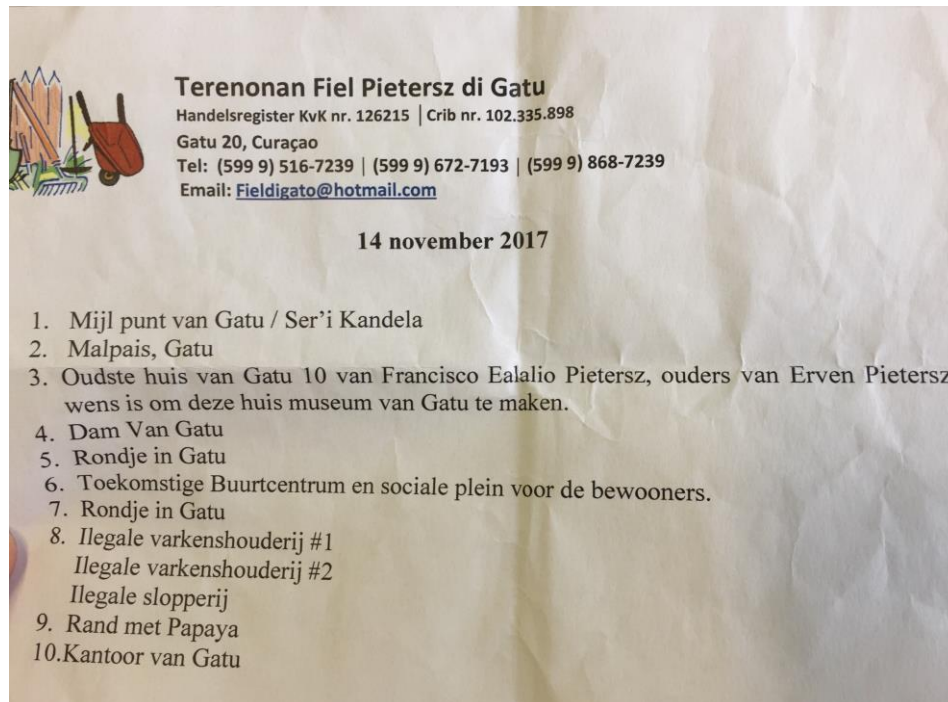 Terenonan Fiel Pietersz di Gatu
Handelsregister KvK nr. 126215 | Crib nr. 102.335.898
Gatu 20, Curaçao
Tel: (599 9) 516-7239 | (599 9) 672-7193 | (599 9) 868-7239
Email: Fieldigato@hotmail.com
14 november 2017
1. Mijl punt van Gatu / Ser'i Kandela
2. Malpais, Gatu
3. Oudste huis van Gatu 10 van Francisco Ealalio Pietersz, ouders van Erven Pietersz
wens is om deze huis museum van Gatu te maken.
4. Dam Van Gatu
5. Rondje in Gatu
6. Toekomstige Buurtcentrum en sociale plein voor de bewooners.
7. Rondje in Gatu
8. Ilegale varkenshouderij #1
Ilegale varkenshouderij #2
Ilegale slopperij
9. Rand met Papaya
10.Kantoor van Gatu